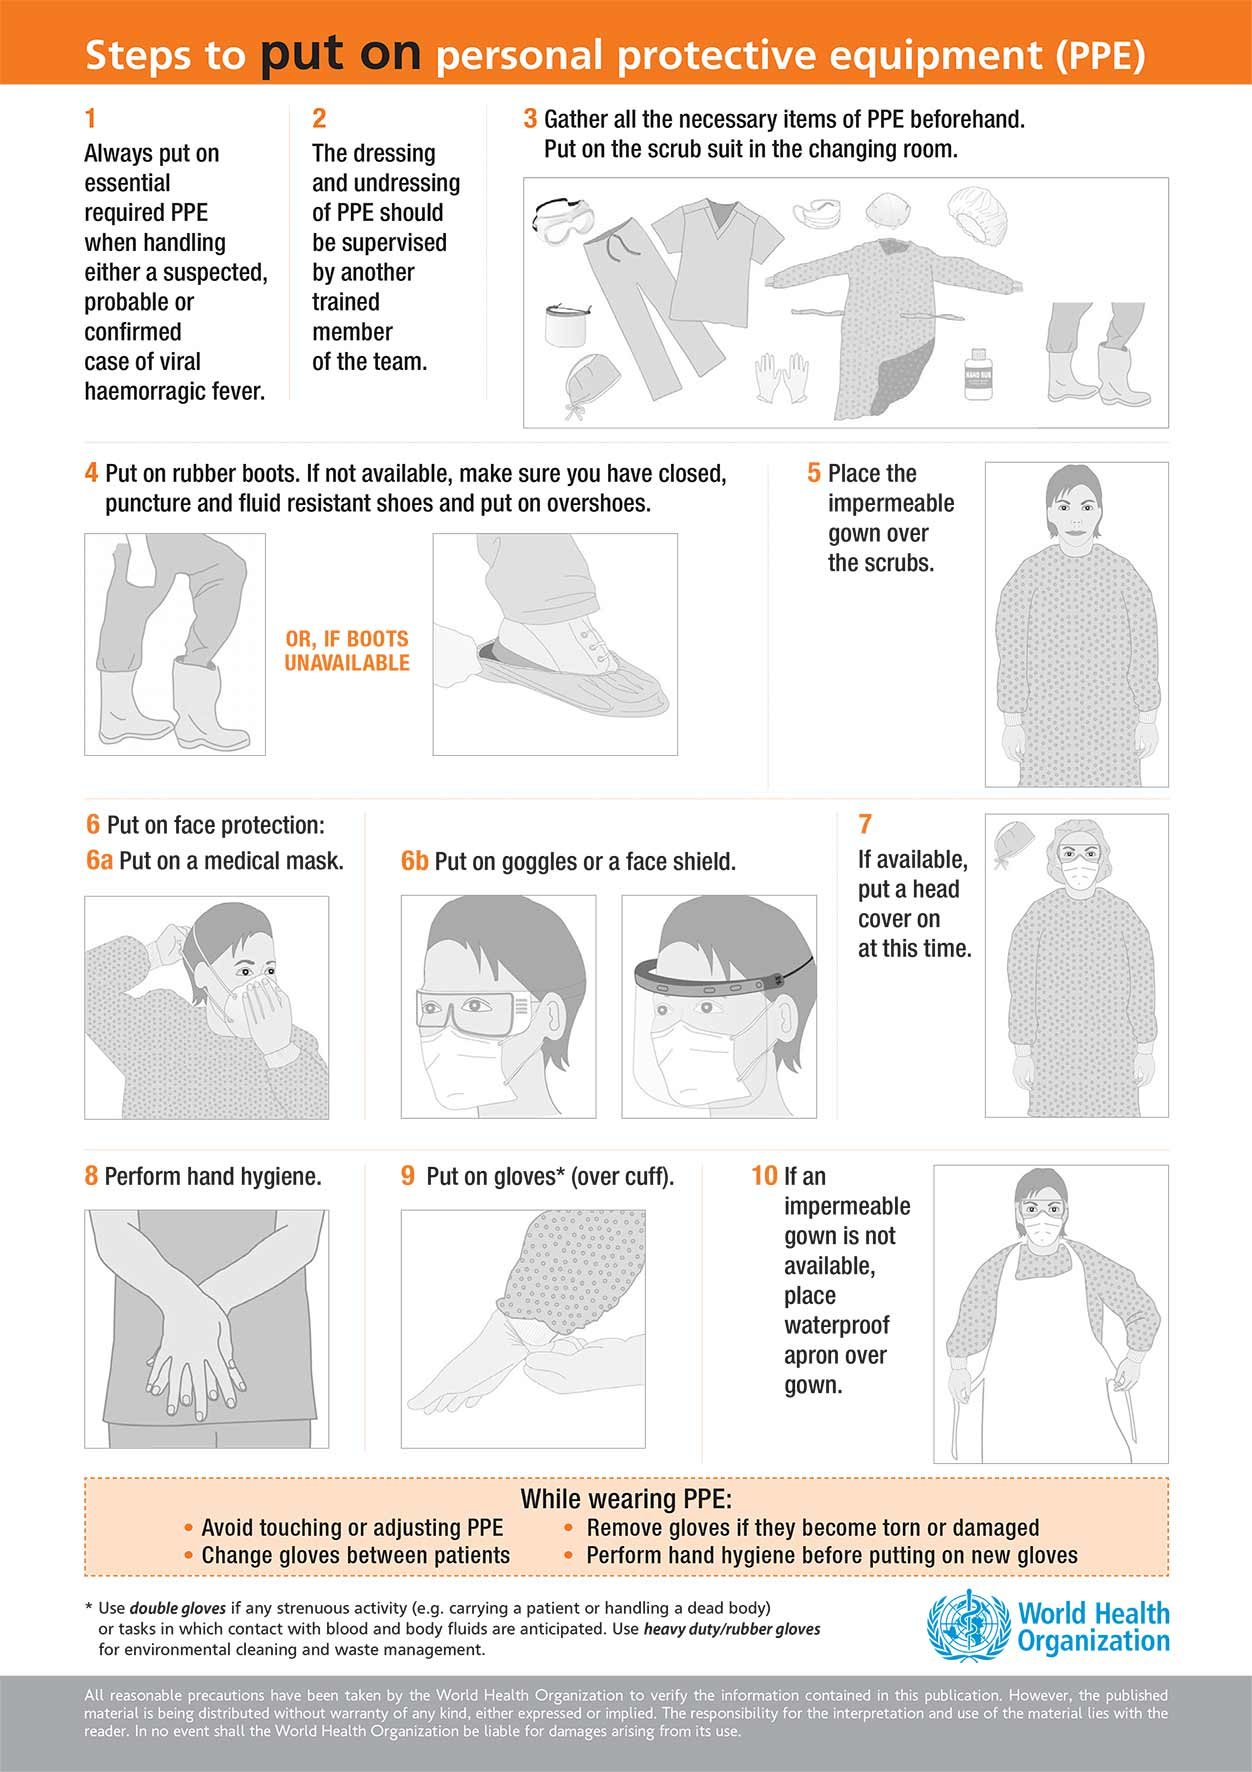 Steps to put on personal protective equipment (PPE)
1
Always put on
essential
required PPE
when handling
either a suspected,
probable or
confirmed
case of viral
haemorragic fever.
2
The dressing
and undressing
of PPE should
be supervised
by another
trained
member
of the team.
3 Gather all the necessary items of PPE beforehand.
Put on the scrub suit in the changing room.
HAND RUB
4 Put on rubber boots. If not available, make sure you have closed,
puncture and fluid resistant shoes and put on overshoes.
OR, IF BOOTS
UNAVAILABLE
5 Place the
impermeable
gown over
the scrubs.
6 Put on face protection:
6a Put on a medical mask.
6b Put on goggles or a face shield.
7
If available,
put a head
cover on
at this time.
8 Perform hand hygiene.
9 Put on gloves* (over cuff).
10 If an
impermeable
gown is not
available,
place
waterproof
apron over
gown.
While wearing PPE:
• Avoid touching or adjusting PPE
• Change gloves between patients
• Remove gloves if they become torn or damaged
• Perform hand hygiene before putting on new gloves
* Use double gloves if any strenuous activity (e.g. carrying a patient or handling a dead body)
or tasks in which contact with blood and body fluids are anticipated. Use heavy duty/rubber gloves
for environmental cleaning and waste management.
World Health
Organization
All reasonable precautions have been taken by the World Health Organization to verify the information contained in this publication. However, the published
material is being distributed without warranty of any kind, either expressed or implied. The responsibility for the interpretation and use of the material lies with the
reader. In no event shall the World Health Organization be liable for damages arising from its use.